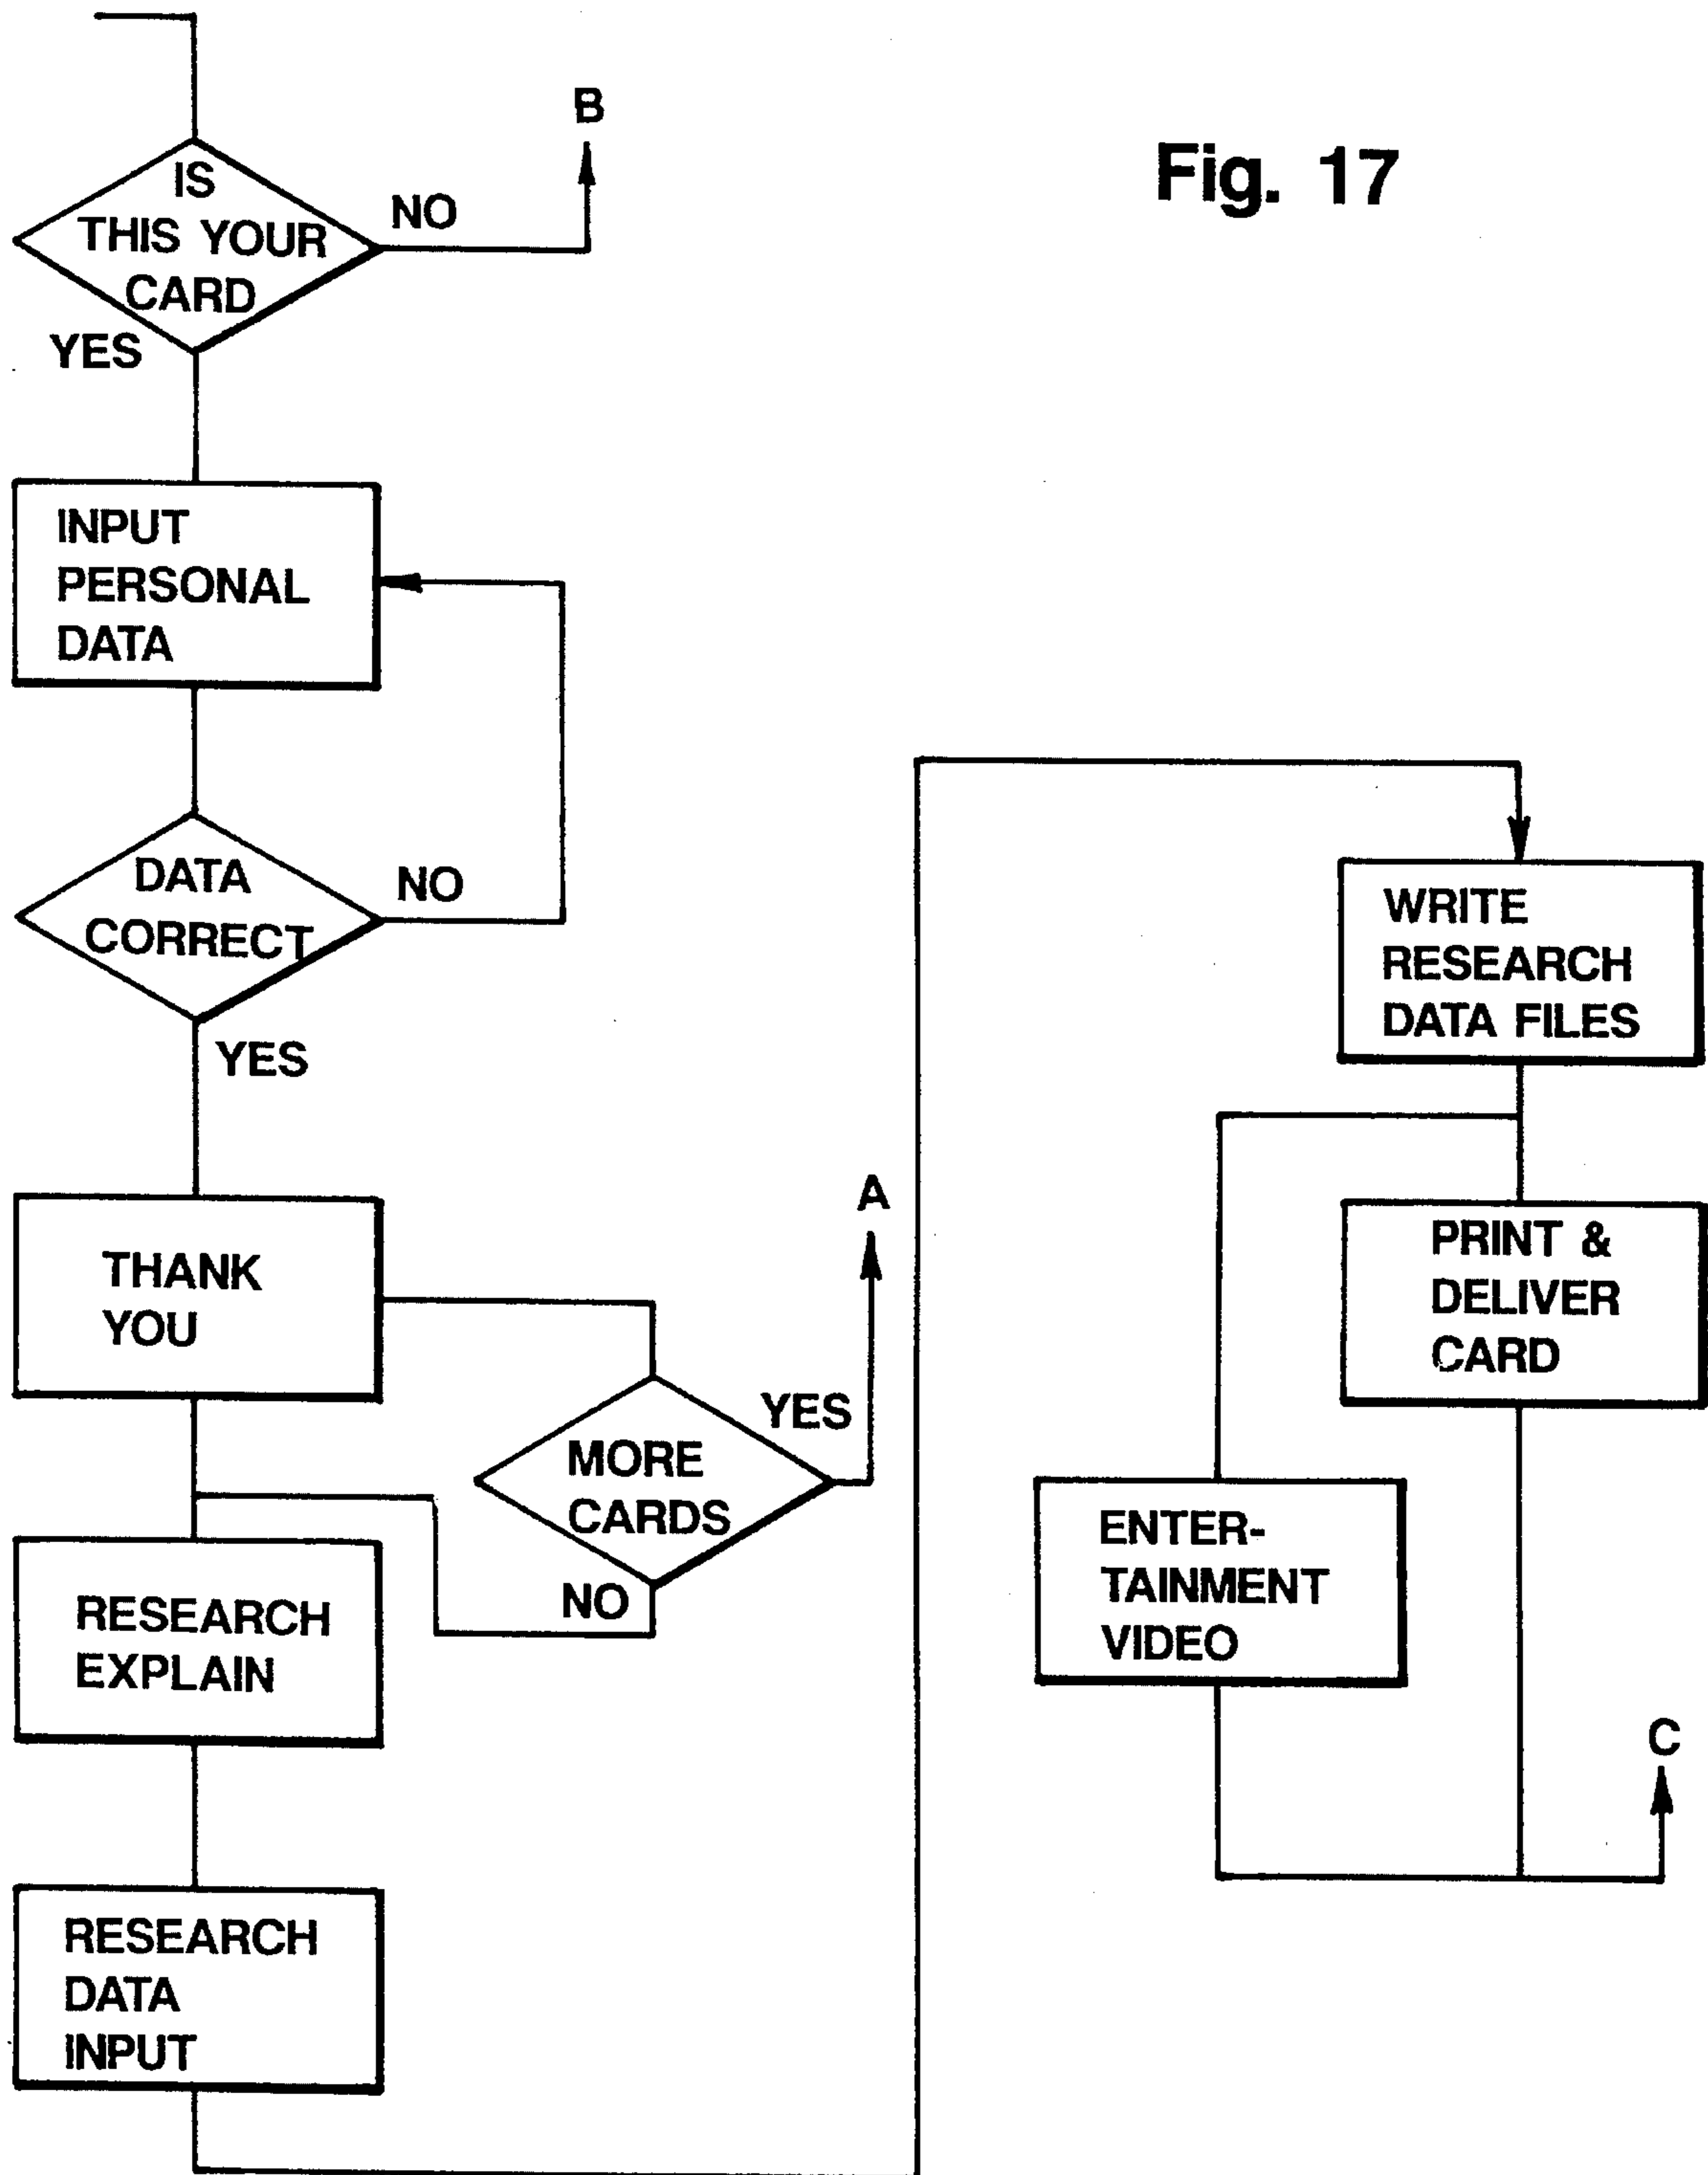 Fig. 17
IS
THIS YOUR
CARD
NO
B
YES
INPUT
PERSONAL
DATA
DATA
CORRECT
NO
YES
THANK
YOU
MORE
CARDS
YES
A
NO
RESEARCH
EXPLAIN
RESEARCH
DATA
INPUT
WRITE
RESEARCH
DATA FILES
PRINT &
DELIVER
CARD
ENTER-
TAINMENT
VIDEO
C